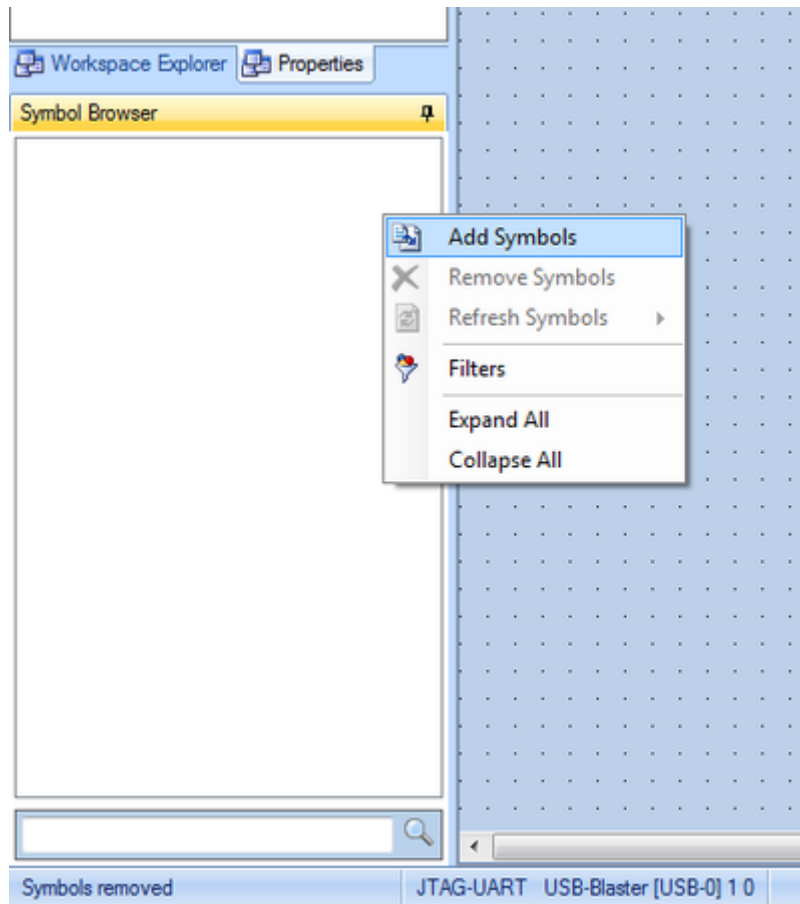 Workspace Explorer Properties
Symbol Browser
Add Symbols
Remove Symbols
Refresh Symbols
Filters
Expand All
Collapse All
Symbols removed JTAG-UART USB-Blaster [USB-0] 1 0